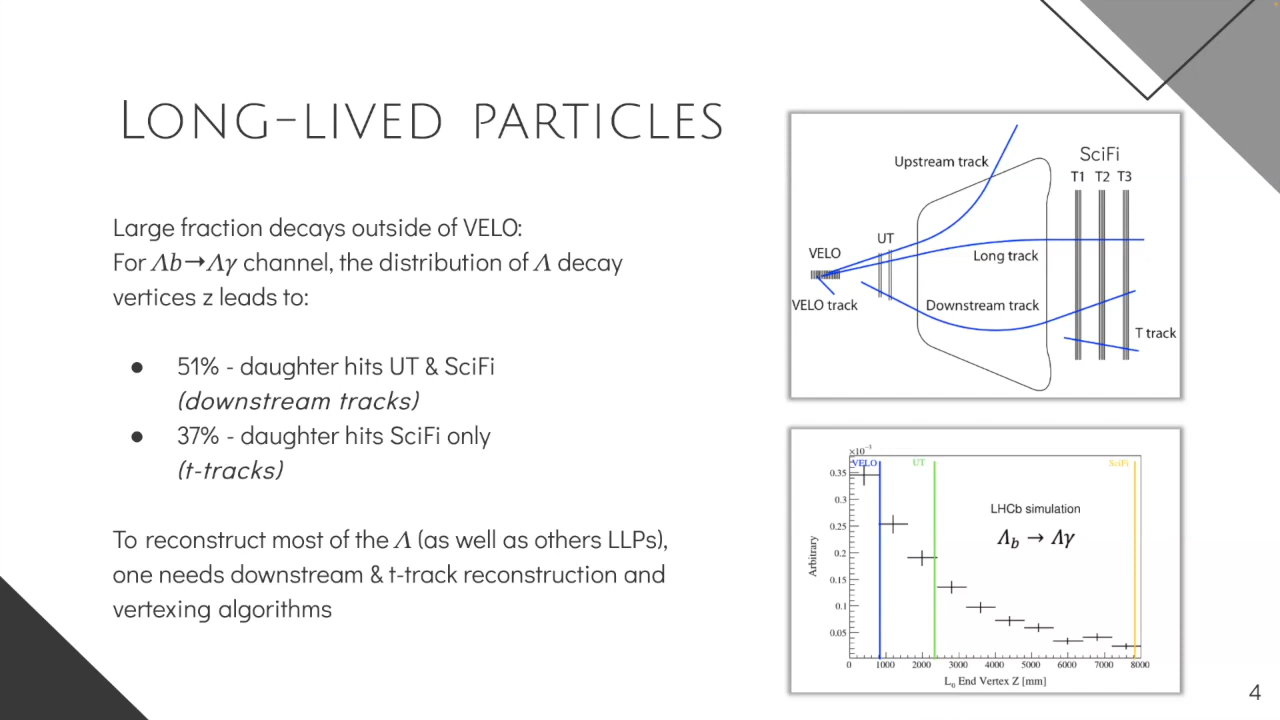 LONG-LIVED PARTICLES
Large fraction decays outside of VELO:
For Λb→Λγ channel, the distribution of Λ decay
vertices z leads to:
● 51% - daughter hits UT & SciFi
(downstream tracks)
● 37% - daughter hits SciFi only
(t-tracks)
To reconstruct most of the Λ (as well as others LLPs),
one needs downstream & t-track reconstruction and
vertexing algorithms
SciFi
Upstream track
T1 T2 T3
UT
VELO
Long track
VELO track
Downstream track
T track
×10⁻³
VELO
UT
SciFi
0.35
0.3
0.25
0.2
0.15
0.1
0.05
Arbitrary
LHCb simulation
Λb → Λγ
0 1000 2000 3000 4000 5000 6000 7000 8000
L₀ End Vertex Z [mm]
4